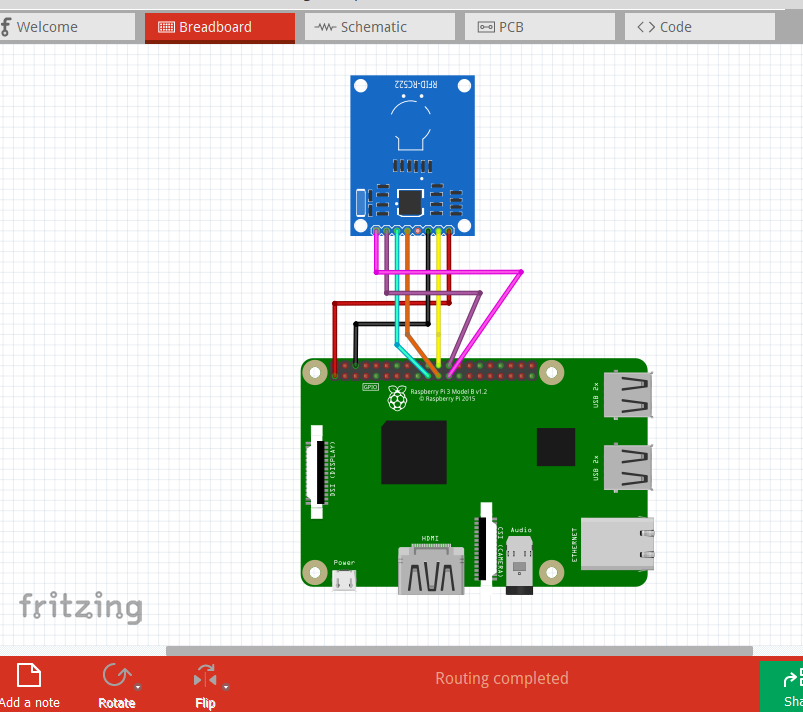 Welcome
Breadboard
Schematic
PCB
Code
RFID-RC522
GPIO
Raspberry Pi 3 Model B v1.2
© Raspberry Pi 2015
USB 2x
USB 2x
DSI (DISPLAY)
CSI (CAMERA)
Audio
ETHERNET
HDMI
Power
fritzing
Add a note
Rotate
Flip
Routing completed
Sha